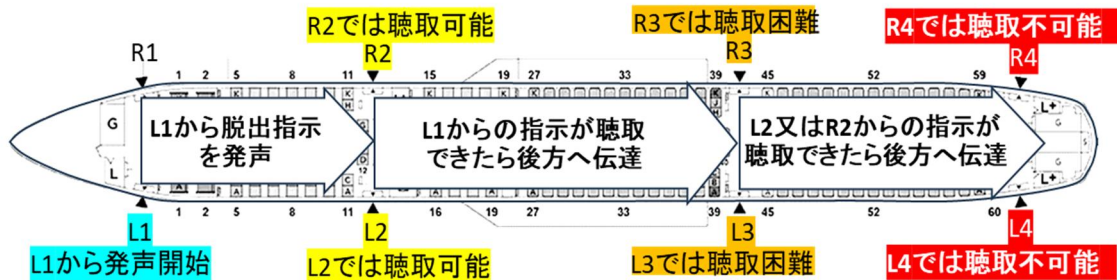 R2では聴取可能
R3では聴取困難
R4では聴取不可能
R1
R2
R3
R4
1 2 5 8 11 15 19 27 33 39 45 52 59
K
K
K
K
K
K
K
H
J
H
L+
G
G
L1から脱出指示
を発声
L1からの指示が聴取
できたら後方へ伝達
L2又はR2からの指示が
聴取できたら後方へ伝達
L
D
G
S
L+
C
A
A
A
A
A
A
B
A
A
A
1 2 5 8 11 16 19 27 33 39 45 52 60
L1
L2
L3
L4
L1から発声開始
L2では聴取可能
L3では聴取困難
L4では聴取不可能